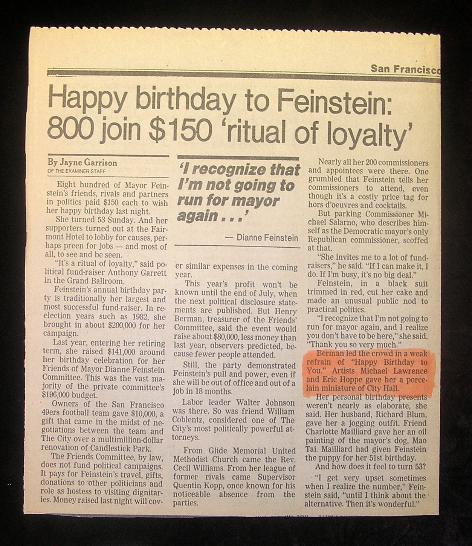 San Francisco
Happy birthday to Feinstein:
800 join $150 ‘ritual of loyalty’
By Jayne Garrison
OF THE EXAMINER STAFF
Eight hundred of Mayor Fein-
stein's friends, rivals and partners
in politics paid $150 each to wish
her happy birthday last night.
She turned 53 Sunday. And her
supporters turned out at the Fair-
mont Hotel to lobby for causes, per-
haps preen for jobs — and most of
all, to see and be seen.
"It's a ritual of loyalty," said po-
litical fund-raiser Anthony Garrett
in the Grand Ballroom.
Feinstein's annual birthday par-
ty is traditionally her largest and
most successful fund-raiser. In re-
election years such as 1982, she
brought in about $200,000 for her
campaign.
Last year, entering her retiring
term, she raised $141,000 around
her birthday celebration for her
Friends of Mayor Dianne Feinstein
Committee. This was the vast ma-
jority of the private committee's
$196,000 budget.
Owners of the San Francisco
49ers football team gave $10,000, a
gift that came in the midst of ne-
gotiations between the team and
The City over a multimillion-dollar
renovation of Candlestick Park.
The Friends Committee, by law,
does not fund political campaigns.
It pays for Feinstein's travel, gifts,
donations to other politicians and
role as hostess to visiting dignitar-
ies. Money raised last night will cov-
‘I recognize that
I'm not going to
run for mayor
again . . .’
— Dianne Feinstein
er similar expenses in the coming
year.
This year's profit won't be
known until the end of July, when
the next political disclosure state-
ments are published. But Henry
Berman, treasurer of the Friends'
Committee, said the event would
raise about $80,000, less money than
last year, observers predicted, be-
cause fewer people attended.
Still, the party demonstrated
Feinstein's pull and power, even if
she will be out of office and out of a
job in 18 months.
Labor leader Walter Johnson
was there. So was friend William
Coblentz, considered one of The
City's most politically powerful at-
torneys.
From Glide Memorial United
Methodist Church came the Rev.
Cecil Williams. From her league of
former rivals came Supervisor
Quentin Kopp, once known for his
noticeable absence from the
parties.
Nearly all her 200 commissioners
and appointees were there. One
grumbled that Feinstein tells her
commissioners to attend, even
though it's a costly price tag for
hors d'oeuvres and cocktails.
But parking Commissioner Mi-
chael Salarno, who describes him-
self as the Democratic mayor's only
Republican commissioner, scoffed
at that.
"She invites me to a lot of fund-
raisers," he said. "If I can make it, I
do. If I'm busy, it's no big deal."
Feinstein, in a black suit
trimmed in red, cut her cake and
made an unusual public nod to
practical politics.
"I recognize that I'm not going to
run for mayor again, and I realize
you don't have to be here," she said.
"Thank you so very much."
Berman led the crowd in a weak
refrain of "Happy Birthday to
You." Artists Michael Lawrence
and Eric Hoppe gave her a porce-
lain miniature of City Hall.
Her personal birthday presents
weren't nearly as elaborate, she
said. Her husband, Richard Blum,
gave her a jogging outfit. Friend
Charlotte Mailliard gave her an oil
painting of the mayor's dog, Mao
Tai. Mailliard had given Feinstein
the puppy for her 51st birthday.
And how does it feel to turn 53?
"I get very upset sometimes
when I realize the number," Fein-
stein said, "until I think about the
alternative. Then it's wonderful."